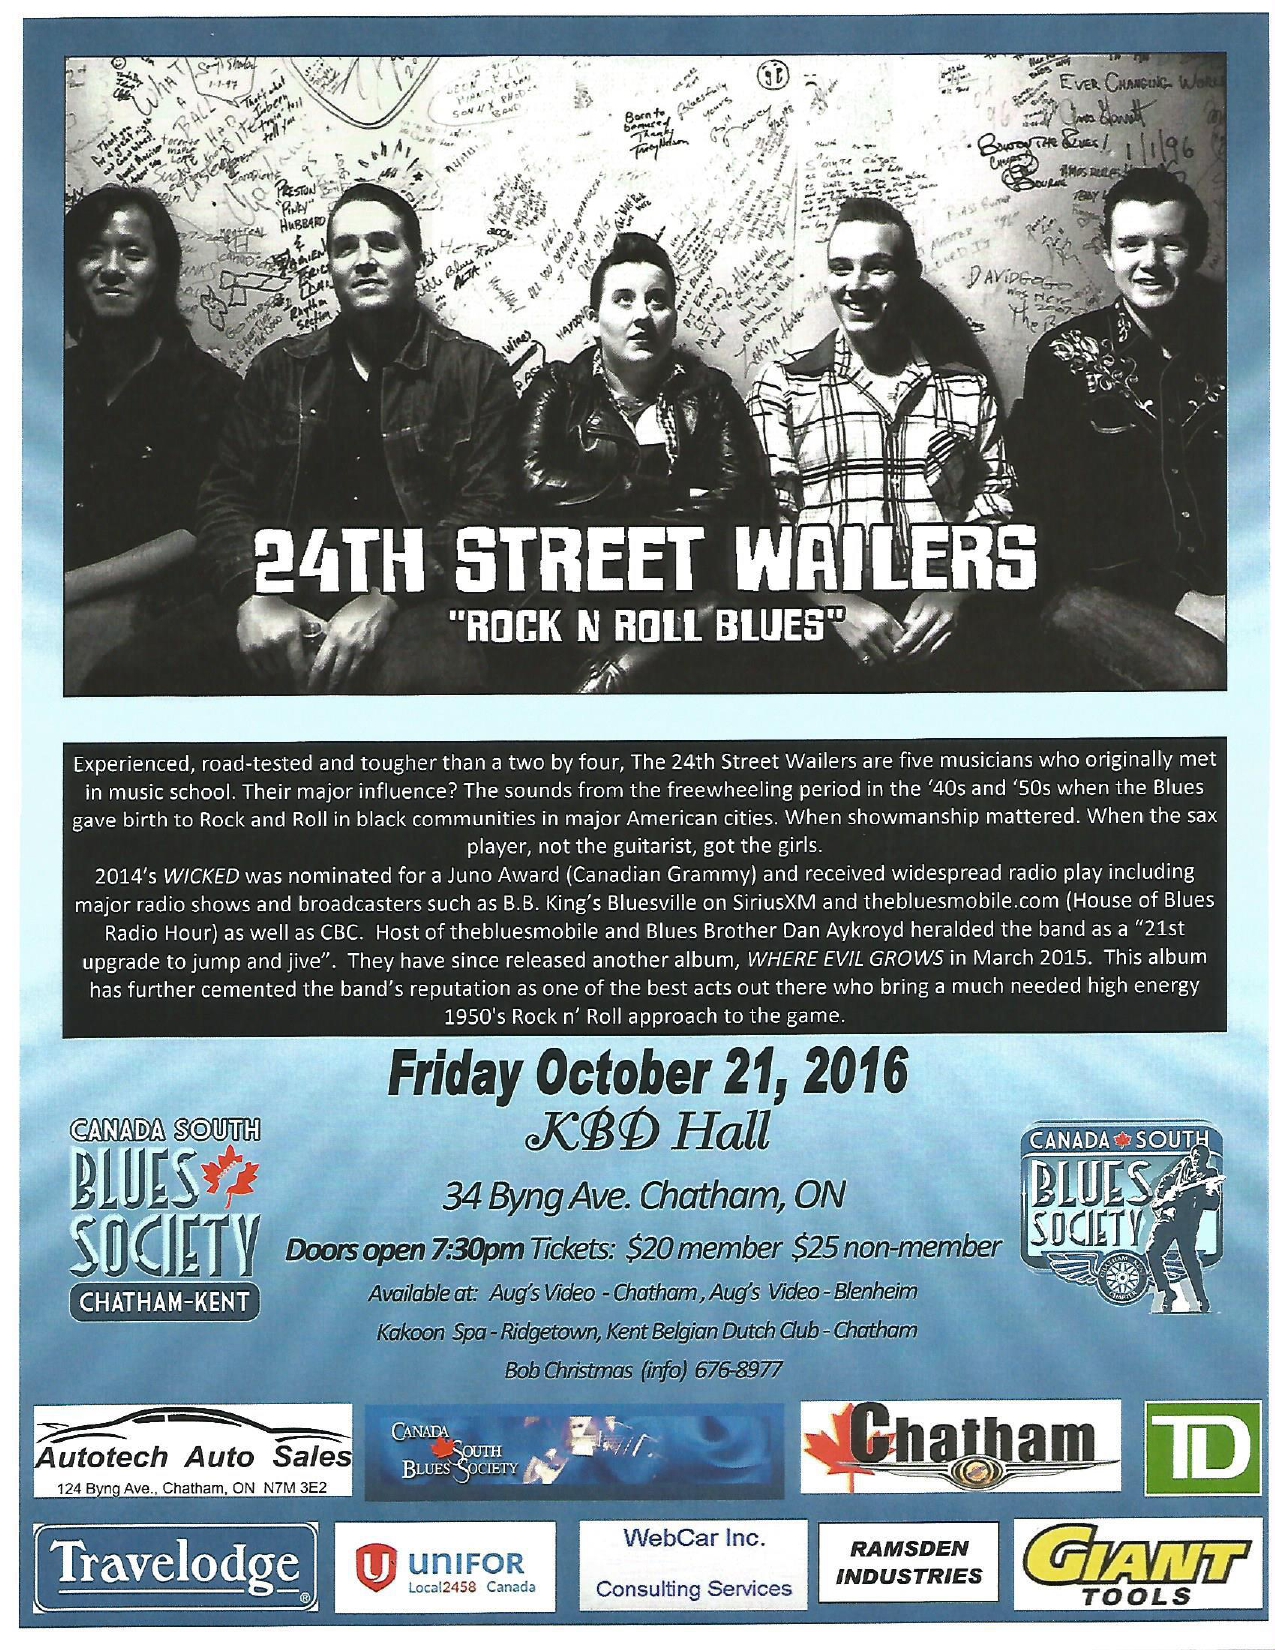 EVER CHANGING
1/1/96
Born to
PRESTON
"PINKY"
HUBBARD
&
Rhythm
Section
DAVIDGOGO
24TH STREET WAILERS
"ROCK N ROLL BLUES"
Experienced, road-tested and tougher than a two by four, The 24th Street Wailers are five musicians who originally met
in music school. Their major influence? The sounds from the freewheeling period in the ‘40s and ‘50s when the Blues
gave birth to Rock and Roll in black communities in major American cities. When showmanship mattered. When the sax
player, not the guitarist, got the girls.
2014’s WICKED was nominated for a Juno Award (Canadian Grammy) and received widespread radio play including
major radio shows and broadcasters such as B.B. King’s Bluesville on SiriusXM and thebluesmobile.com (House of Blues
Radio Hour) as well as CBC. Host of thebluesmobile and Blues Brother Dan Aykroyd heralded the band as a “21st
upgrade to jump and jive”. They have since released another album, WHERE EVIL GROWS in March 2015. This album
has further cemented the band’s reputation as one of the best acts out there who bring a much needed high energy
1950's Rock n’ Roll approach to the game.
Friday October 21, 2016
KBD Hall
34 Byng Ave. Chatham, ON
Doors open 7:30pm Tickets: $20 member $25 non-member
Available at: Aug's Video - Chatham, Aug's Video - Blenheim
Kakoon Spa - Ridgetown, Kent Belgian Dutch Club - Chatham
Bob Christmas (info) 676-8977
CANADA SOUTH
BLUES
SOCIETY
CHATHAM-KENT
CANADA SOUTH
BLUES
SOCIETY
Autotech Auto Sales
124 Byng Ave., Chatham, ON N7M 3E2
CANADA
SOUTH
BLUES SOCIETY
Chatham
TD
Travelodge
®
UNIFOR
Local2458 Canada
WebCar Inc.
Consulting Services
RAMSDEN
INDUSTRIES
GIANT
TOOLS